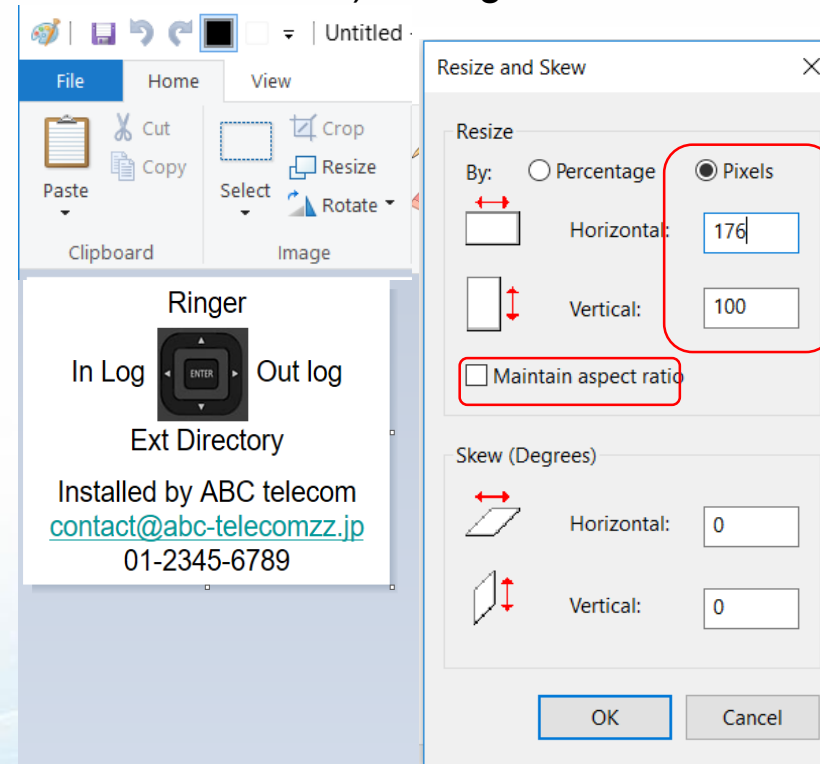 Untitled
File Home View
Cut
Copy
Paste
Clipboard
Select
Crop
Resize
Rotate
Image
Ringer
In Log ENTER Out log
Ext Directory
Installed by ABC telecom
contact@abc-telecomzz.jp
01-2345-6789
Resize and Skew
Resize
By: Percentage Pixels
Horizontal: 176
Vertical: 100
Maintain aspect ratio
Skew (Degrees)
Horizontal: 0
Vertical: 0
OK Cancel